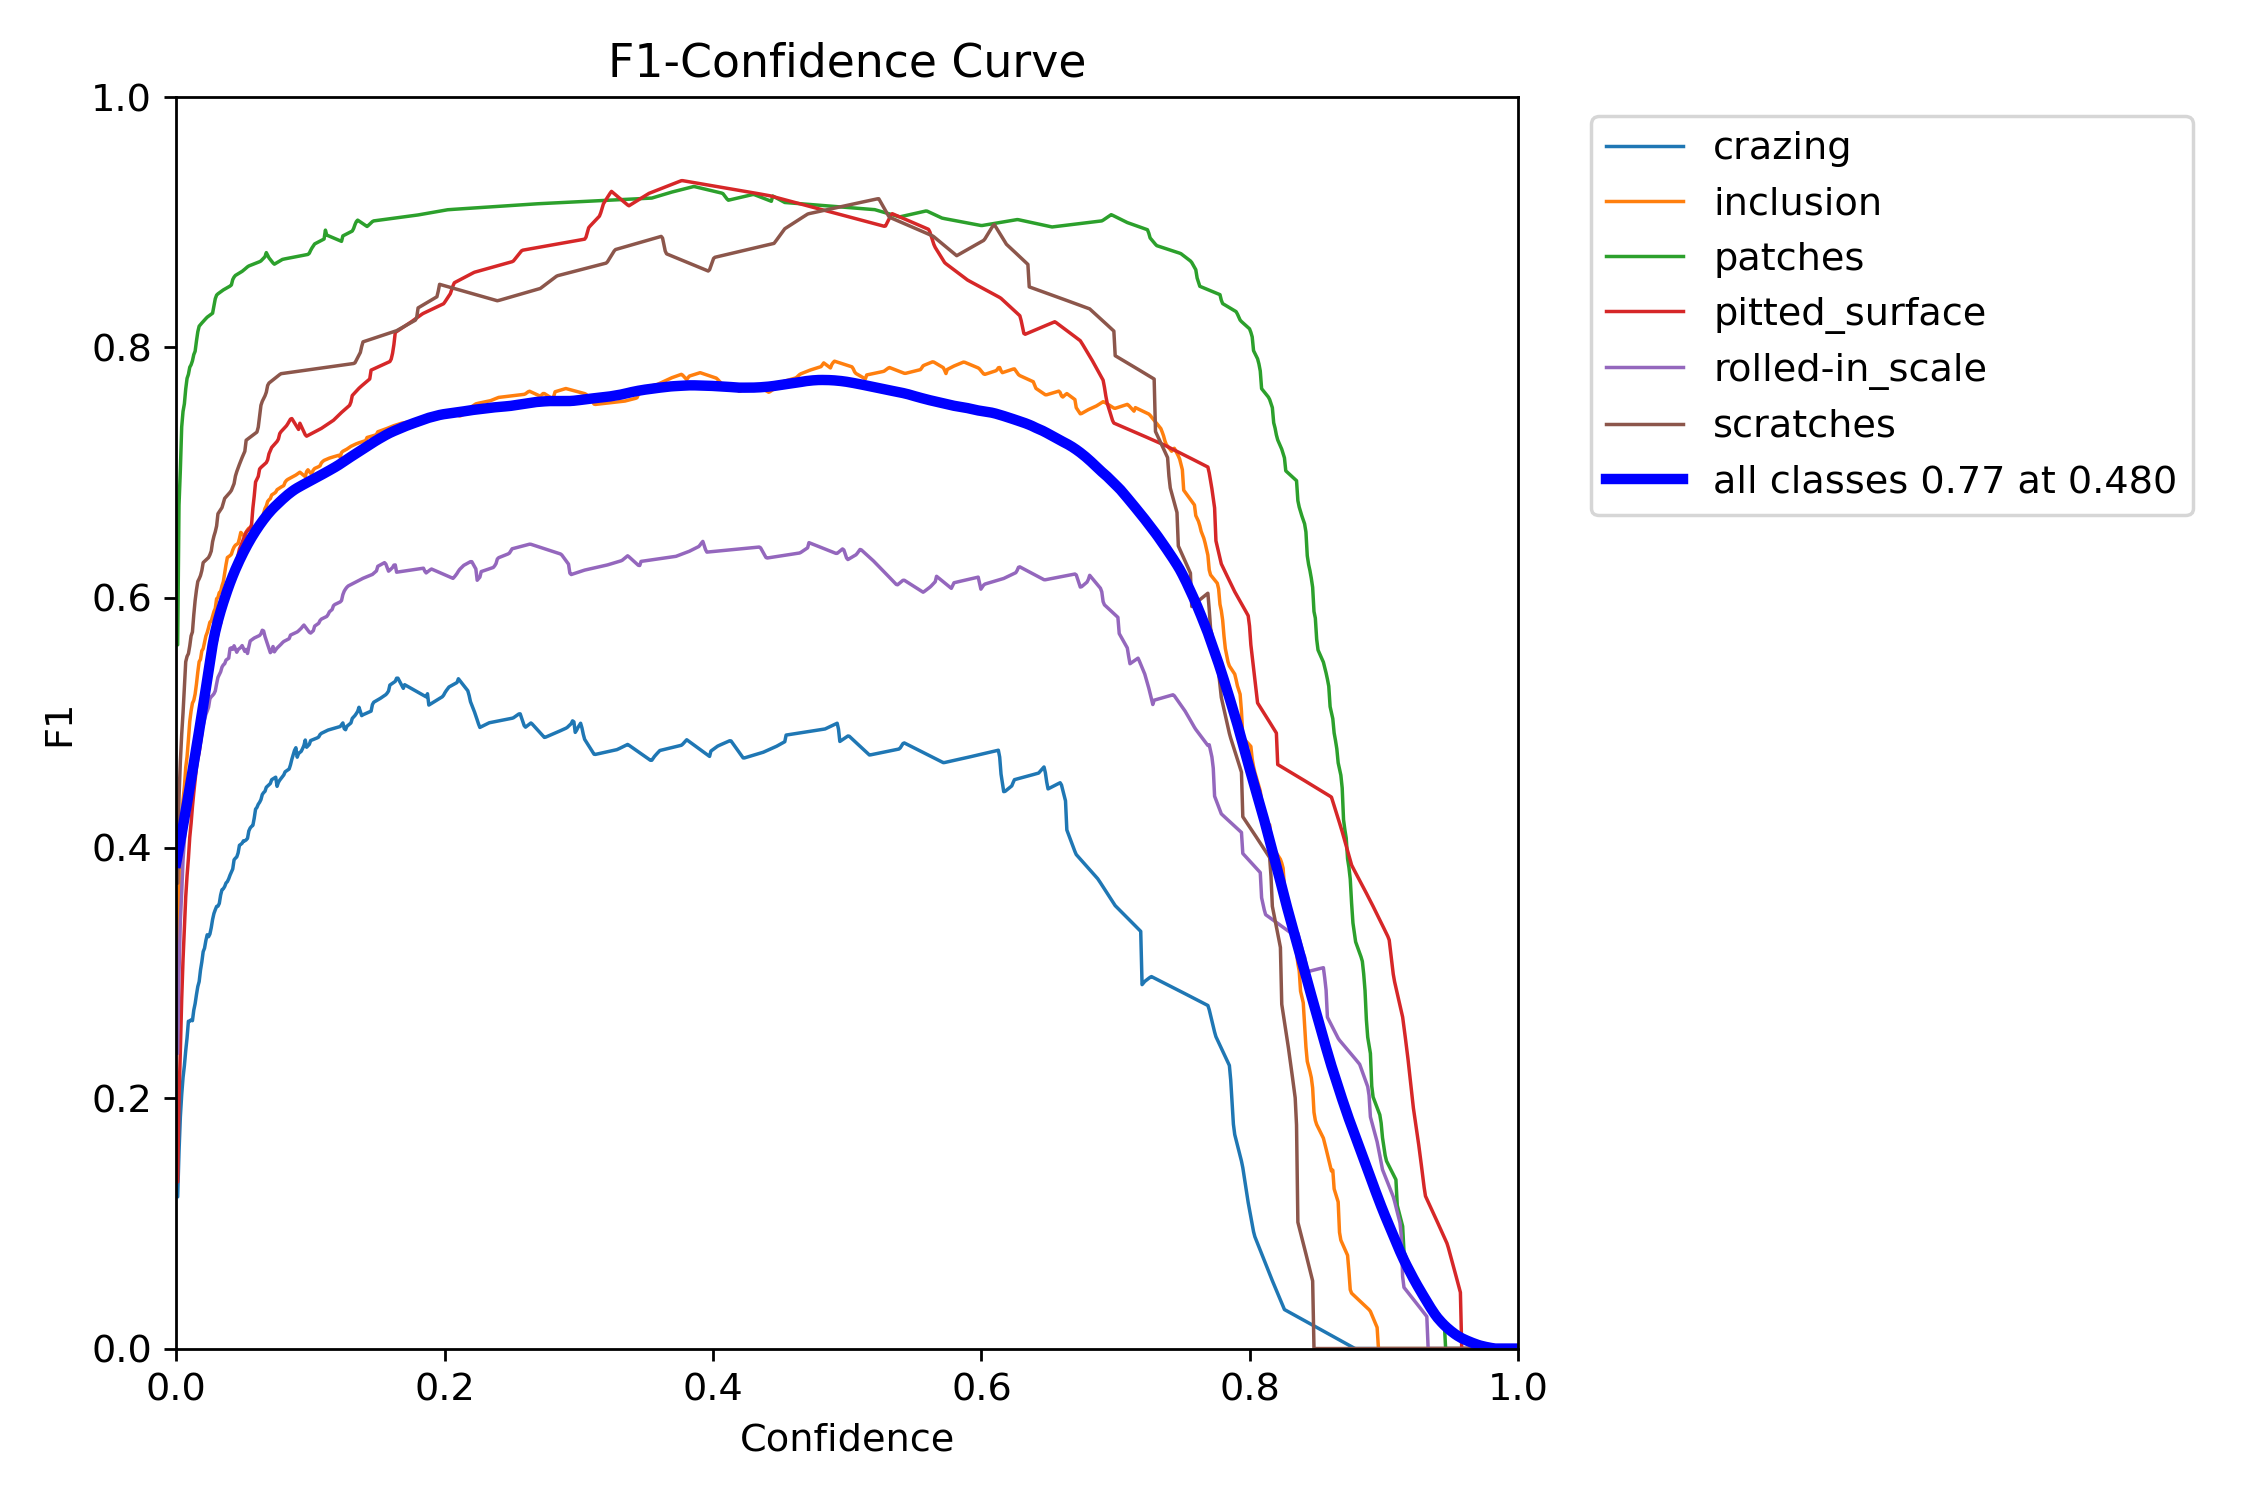 F1-Confidence Curve
1.0
0.8
0.6
0.4
0.2
0.0
F1
0.0 0.2 0.4 0.6 0.8 1.0
Confidence
crazing
inclusion
patches
pitted_surface
rolled-in_scale
scratches
all classes 0.77 at 0.480